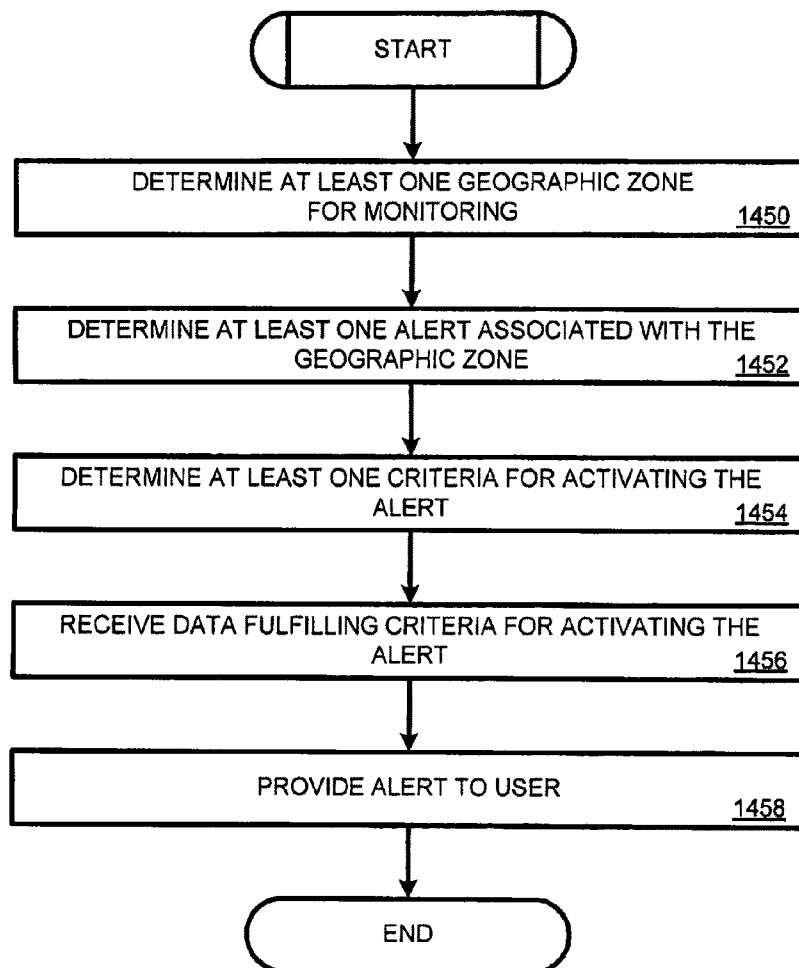 START
DETERMINE AT LEAST ONE GEOGRAPHIC ZONE
FOR MONITORING
1450
DETERMINE AT LEAST ONE ALERT ASSOCIATED WITH THE
GEOGRAPHIC ZONE
1452
DETERMINE AT LEAST ONE CRITERIA FOR ACTIVATING THE
ALERT
1454
RECEIVE DATA FULFILLING CRITERIA FOR ACTIVATING THE
ALERT
1456
PROVIDE ALERT TO USER
1458
END